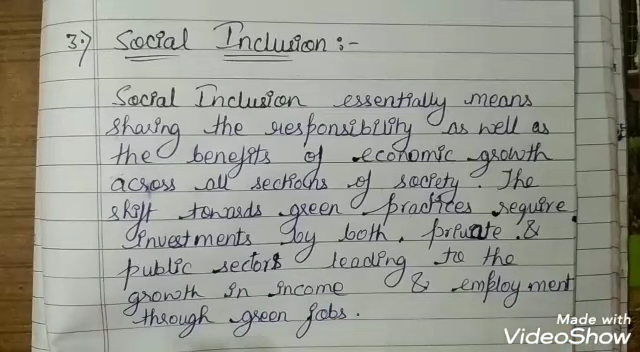 3.) Social Inclusion :-
Social Inclusion essentially means
sharing the responsibility as well as
the benefits of economic growth
across all sections of society. The
shift towards green practices require
investments by both private &
public sectors leading to the
growth in income & employment
through green jobs.
Made with
VideoShow